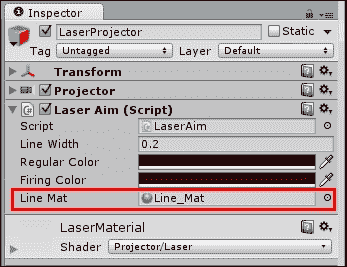 Inspector
LaserProjector Static
Tag Untagged Layer Default
Transform
Projector
Laser Aim (Script)
Script LaserAim
Line Width 0.2
Regular Color
Firing Color
Line Mat Line_Mat
LaserMaterial
Shader Projector/Laser